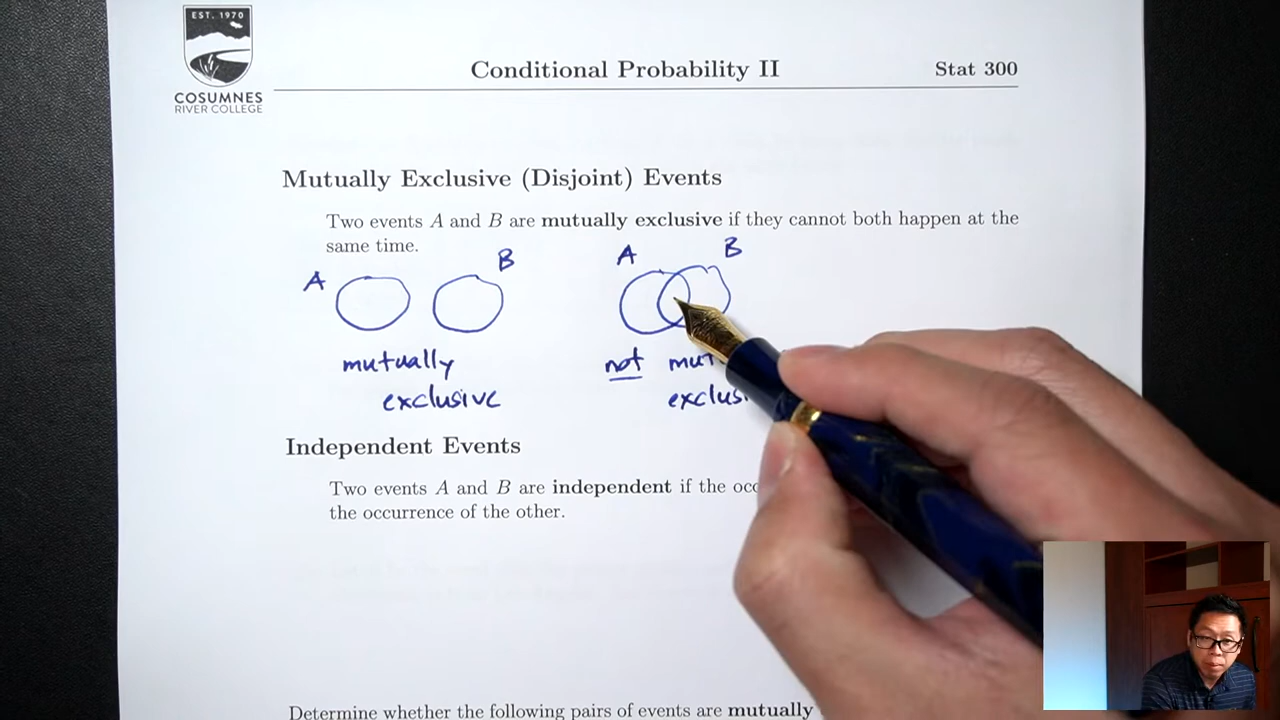 EST. 1970
COSUMNES
RIVER COLLEGE
Conditional Probability II
Stat 300
Mutually Exclusive (Disjoint) Events
Two events A and B are mutually exclusive if they cannot both happen at the
same time.
A B A B
mutually
exclusive
not
Independent Events
Two events A and B are independent if the
the occurrence of the other.
Determine whether the following pairs of events are mutually